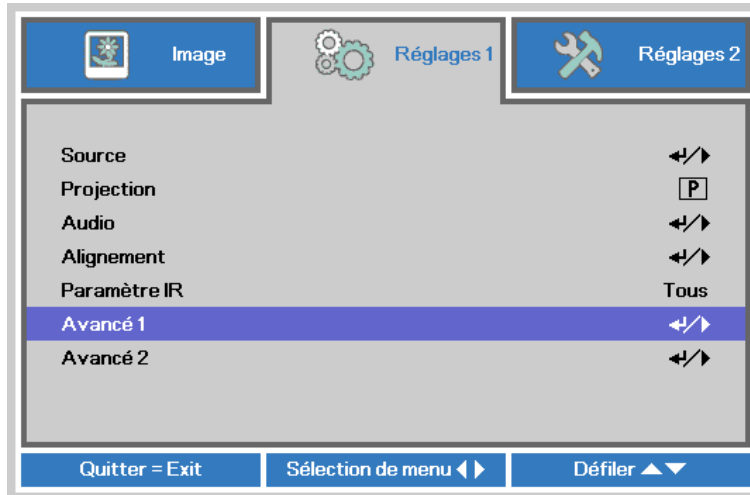 Image
Réglages 1
Réglages 2
Source
Projection P
Audio
Alignement
Paramètre IR Tous
Avancé 1
Avancé 2
Quitter = Exit
Sélection de menu
Défiler